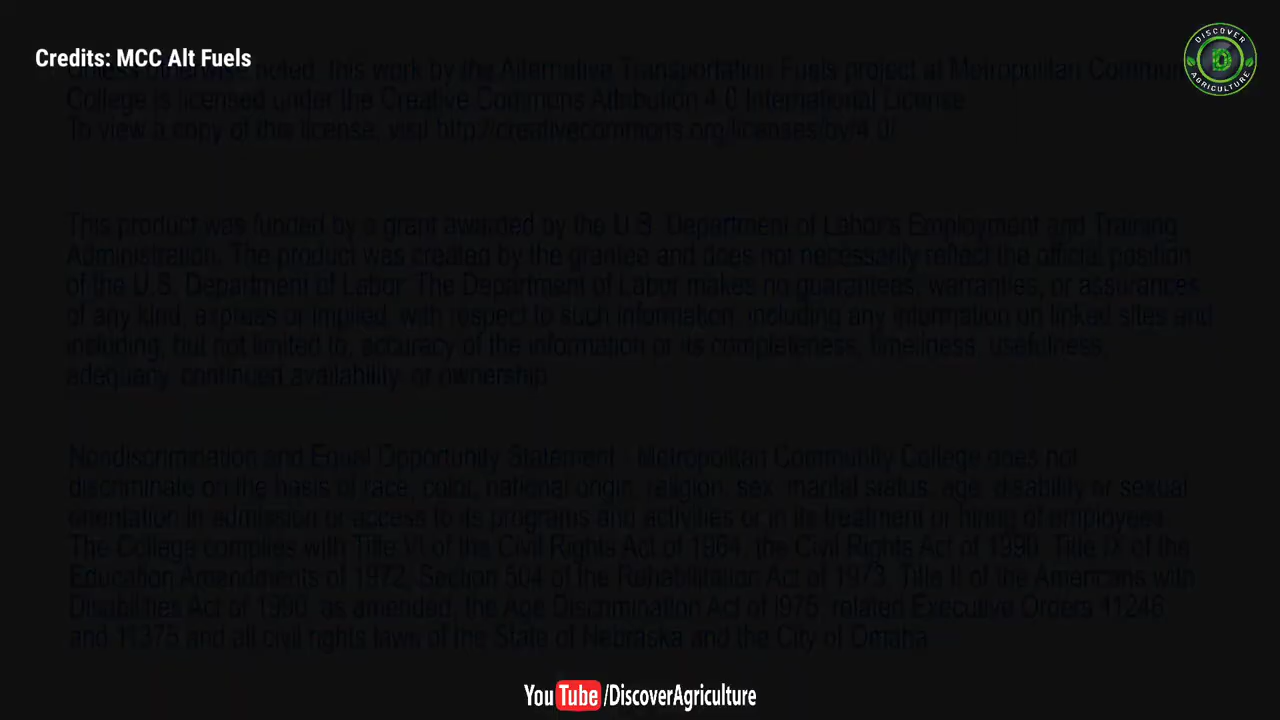 Credits: MCC Alt Fuels
DISCOVER
D
AGRICULTURE
Unless otherwise noted, this work by the Alternative Transportation Fuels project at Metropolitan
College is licensed under the Creative Commons Attribution 4.0 International License
To view a copy of this license, visit http://creativecommons.org/licenses/by/4.0/
This product was funded by a grant awarded by the U.S. Department of Labor's Employment and Training
Administration. The product was created by the grantee and does not necessarily reflect the official position
of the U.S. Department of Labor. The Department of Labor makes no guarantees, warranties, or assurances
of any kind, express or implied, with respect to such information, including any information on linked sites and
including, but not limited to, accuracy of the information or its completeness, timeliness, usefulness,
adequacy, continued availability, or ownership.
Nondiscrimination and Equal Opportunity Statement - Metropolitan Community College does not
discriminate on the basis of race, color, national origin, religion, sex, marital status, age, disability or sexual
orientation in admission or access to its programs and activities or in its treatment or hiring of employees.
The College complies with Title VI of the Civil Rights Act of 1964, the Civil Rights Act of 1990, Title IX of the
Education Amendments of 1972, Section 504 of the Rehabilitation Act of 1973, Title II of the Americans with
Disabilities Act of 1990, as amended, the Age Discrimination Act of l975, related Executive Orders 11246
and 11375 and all civil rights laws of the State of Nebraska and the City of Omaha.
YouTube/DiscoverAgriculture